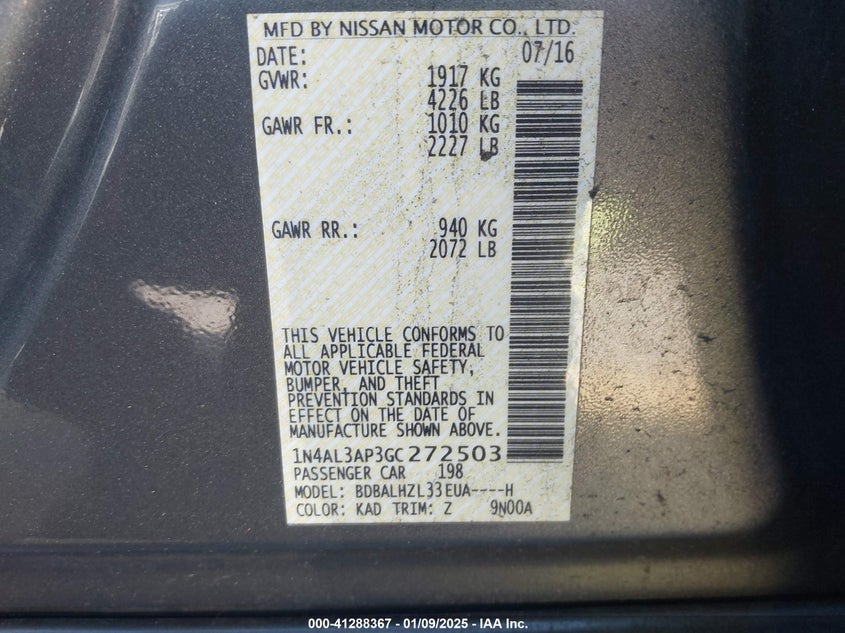 MFD BY NISSAN MOTOR CO., LTD.
DATE: 07/16
GVWR: 1917 KG
4226 LB
GAWR FR.: 1010 KG
2227 LB
GAWR RR.: 940 KG
2072 LB
THIS VEHICLE CONFORMS TO
ALL APPLICABLE FEDERAL
MOTOR VEHICLE SAFETY,
BUMPER, AND THEFT
PREVENTION STANDARDS IN
EFFECT ON THE DATE OF
MANUFACTURE SHOWN ABOVE.
1N4AL3AP3GC272503
PASSENGER CAR 198
MODEL: BDBALHZL33EUA----H
COLOR: KAD TRIM: Z 9N00A
000-41288367 - 01/09/2025 - IAA Inc.